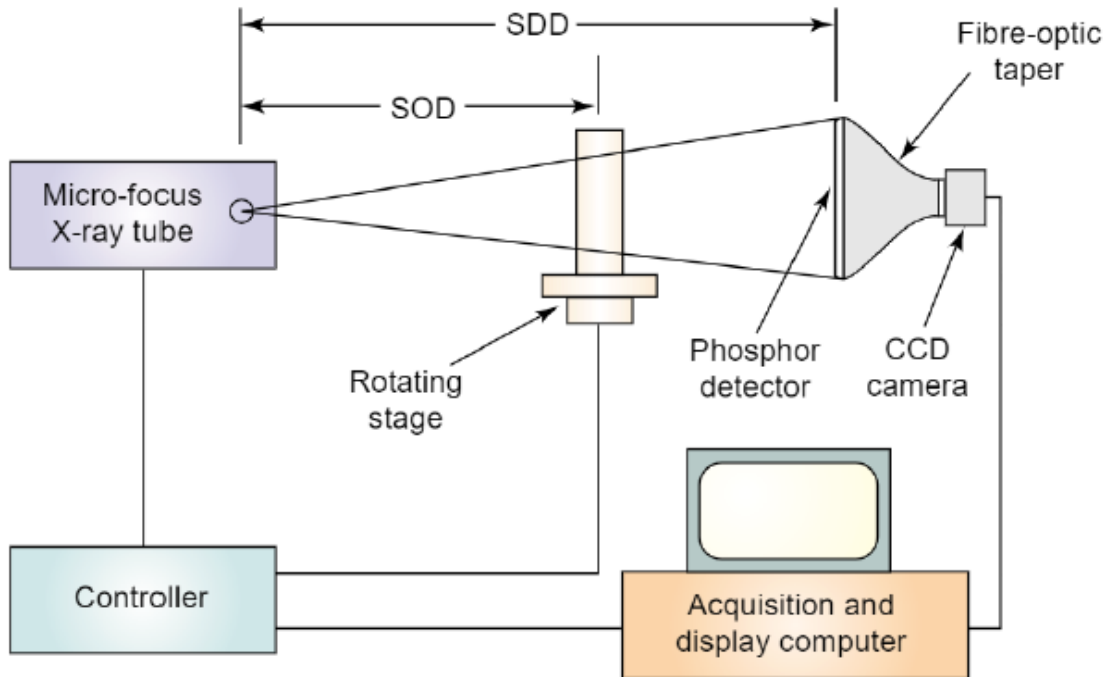 SDD
Fibre-optic
taper
SOD
Micro-focus
X-ray tube
Rotating
stage
Phosphor
detector
CCD
camera
Controller
Acquisition and
display computer